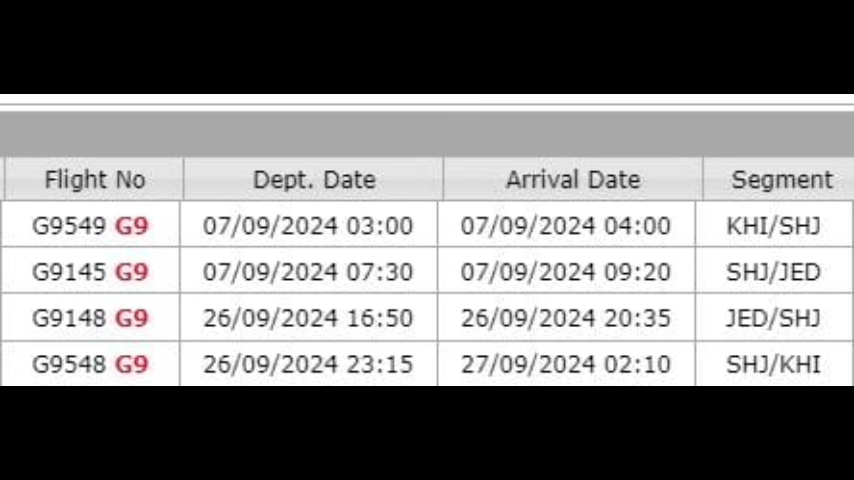 Flight No Dept. Date Arrival Date Segment
G9549 G9 07/09/2024 03:00 07/09/2024 04:00 KHI/SHJ
G9145 G9 07/09/2024 07:30 07/09/2024 09:20 SHJ/JED
G9148 G9 26/09/2024 16:50 26/09/2024 20:35 JED/SHJ
G9548 G9 26/09/2024 23:15 27/09/2024 02:10 SHJ/KHI